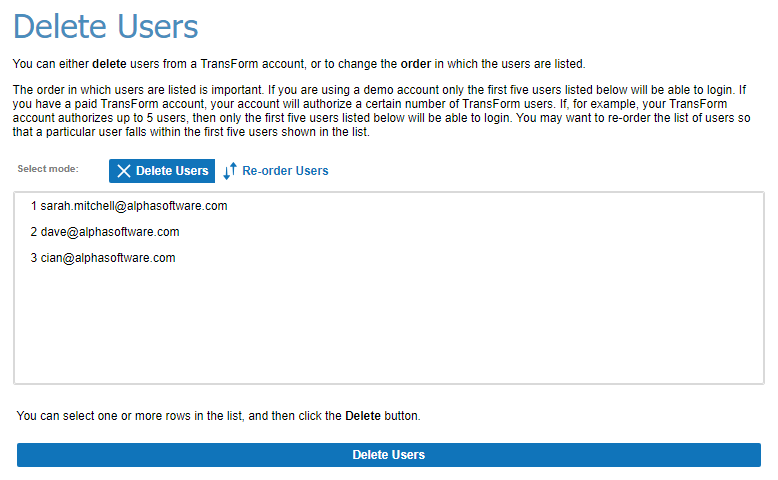 Delete Users
You can either delete users from a TransForm account, or to change the order in which the users are listed.
The order in which users are listed is important. If you are using a demo account only the first five users listed below will be able to login. If
you have a paid TransForm account, your account will authorize a certain number of TransForm users. If, for example, your TransForm
account authorizes up to 5 users, then only the first five users listed below will be able to login. You may want to re-order the list of users so
that a particular user falls within the first five users shown in the list.
Select mode: Delete Users Re-order Users
1 sarah.mitchell@alphasoftware.com
2 dave@alphasoftware.com
3 cian@alphasoftware.com
You can select one or more rows in the list, and then click the Delete button.
Delete Users